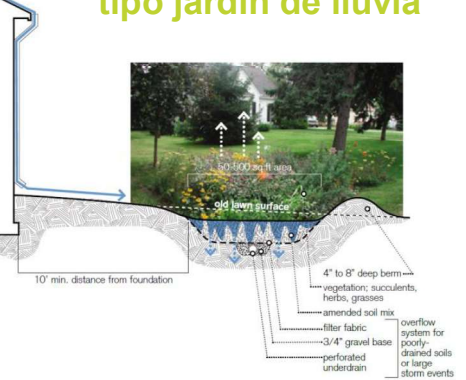 tipo jardín de lluvia
50-800 sq ft area
old lawn surface
10' min. distance from foundation
4" to 8" deep berm
vegetation; succulents,
herbs, grasses
amended soil mix
filter fabric
3/4" gravel base
perforated
underdrain
overflow
system for
poorly-
drained soils
or large
storm events